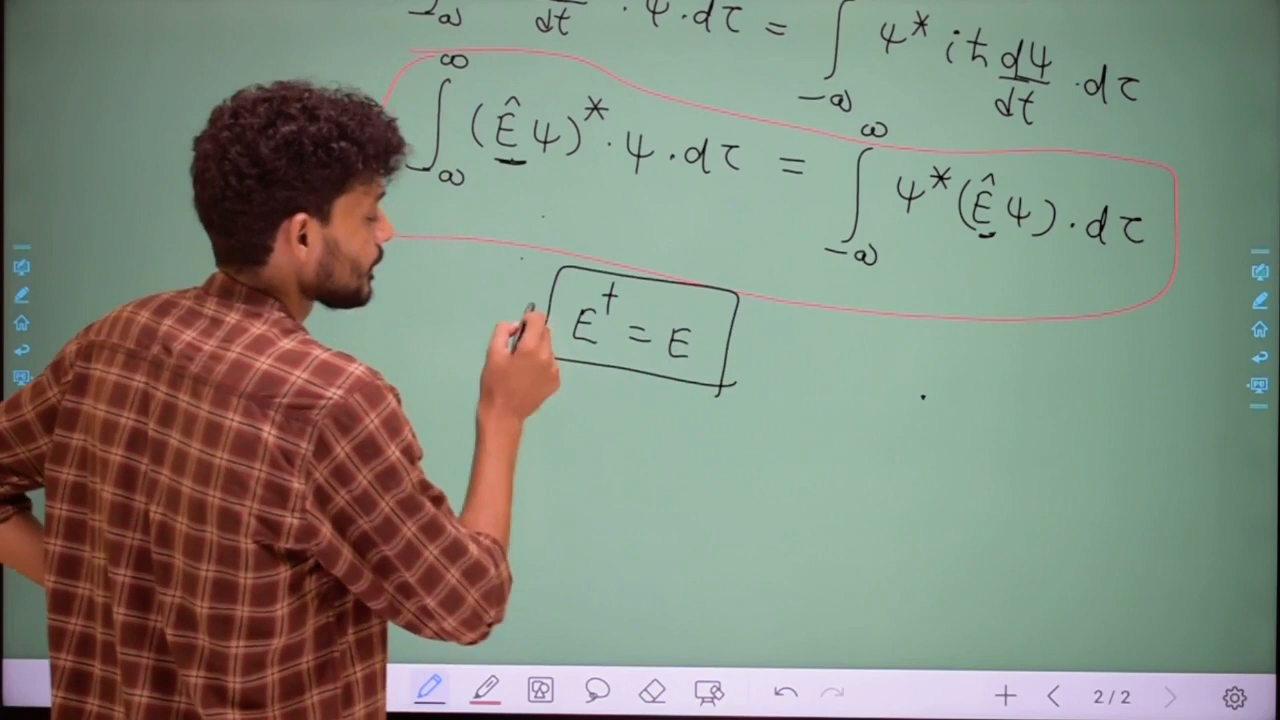 -∞ dt · ψ · dτ = ∫_{-∞} ψ* iħ dψ/dt · dτ
∫_{-∞}^{∞} (Êψ)* · ψ · dτ = ∫_{-∞}^{∞} ψ* (Êψ) · dτ
E† = E
2/2